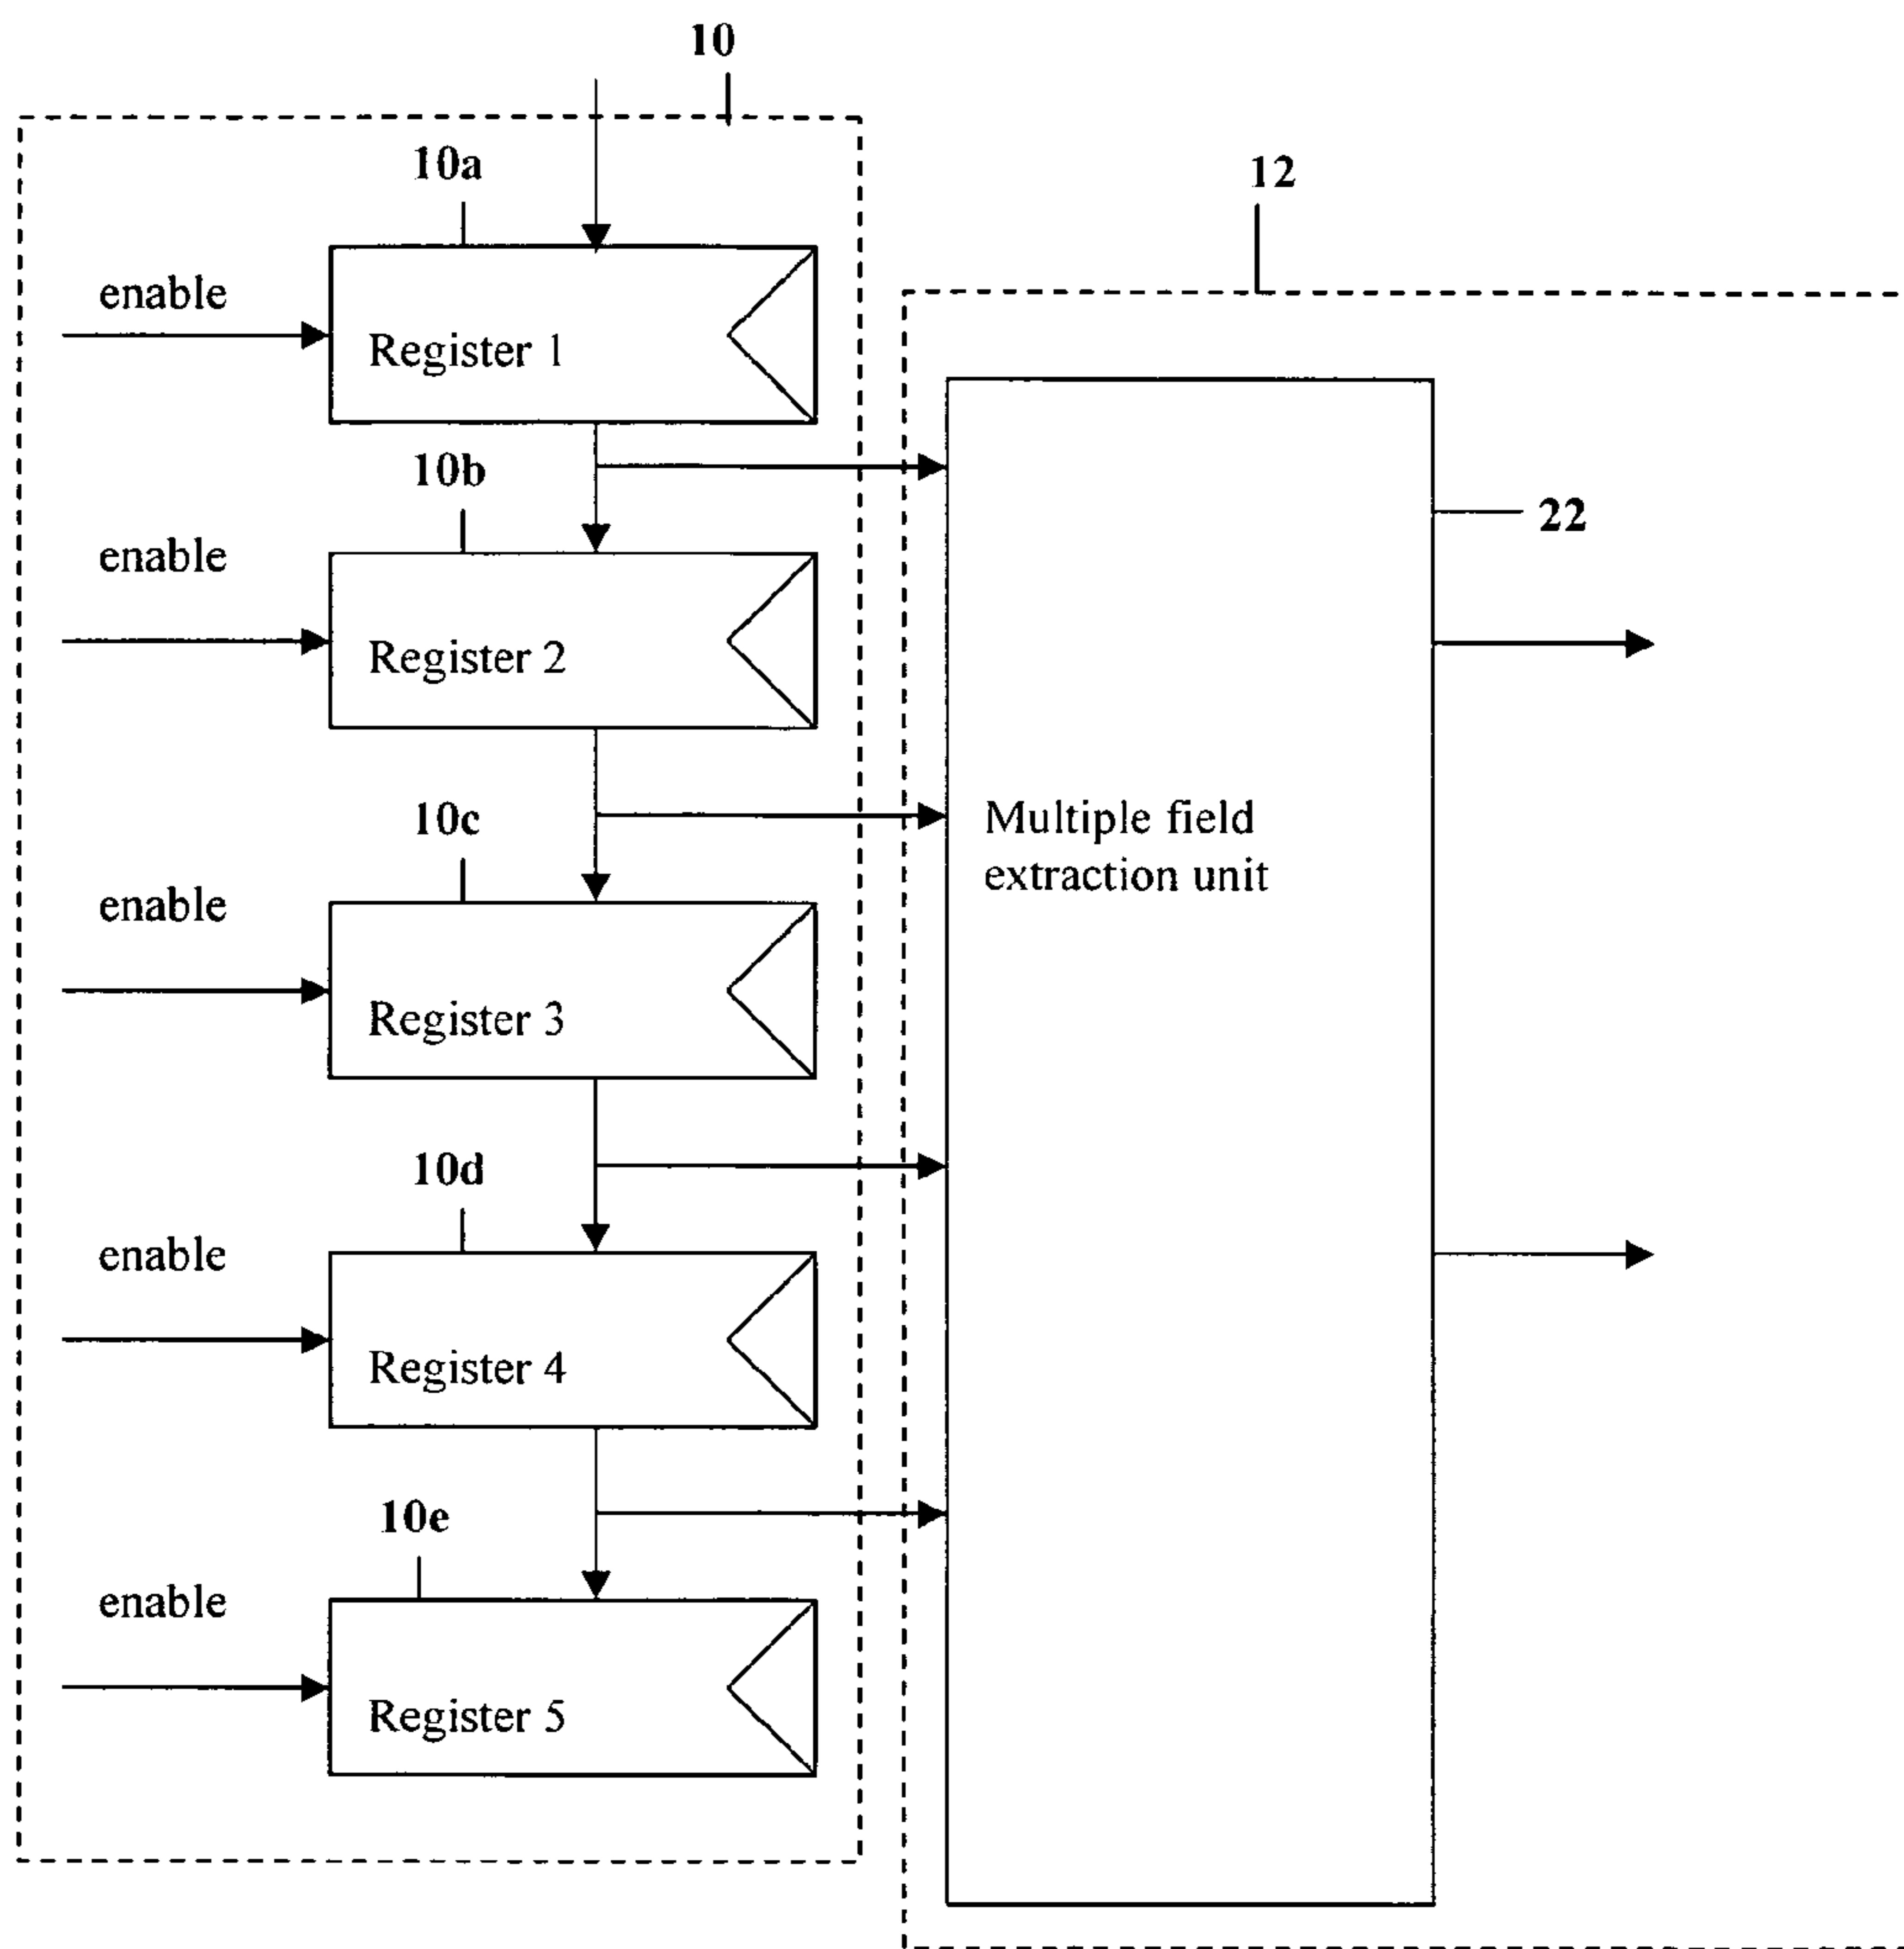 10
10a
12
enable
Register 1
10b
22
enable
Register 2
10c
Multiple field
extraction unit
enable
Register 3
10d
enable
Register 4
10e
enable
Register 5